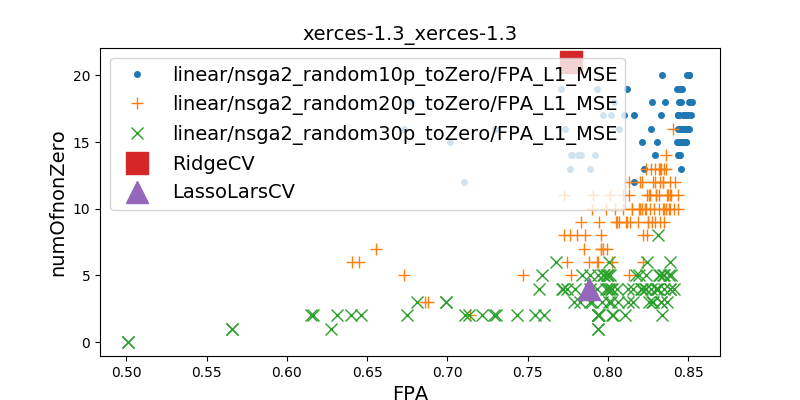 xerces-1.3_xerces-1.3
linear/nsga2_random10p_toZero/FPA_L1_MSE
linear/nsga2_random20p_toZero/FPA_L1_MSE
linear/nsga2_random30p_toZero/FPA_L1_MSE
RidgeCV
LassoLarsCV
numOfnonZero
20
15
10
5
0
0.50 0.55 0.60 0.65 0.70 0.75 0.80 0.85
FPA